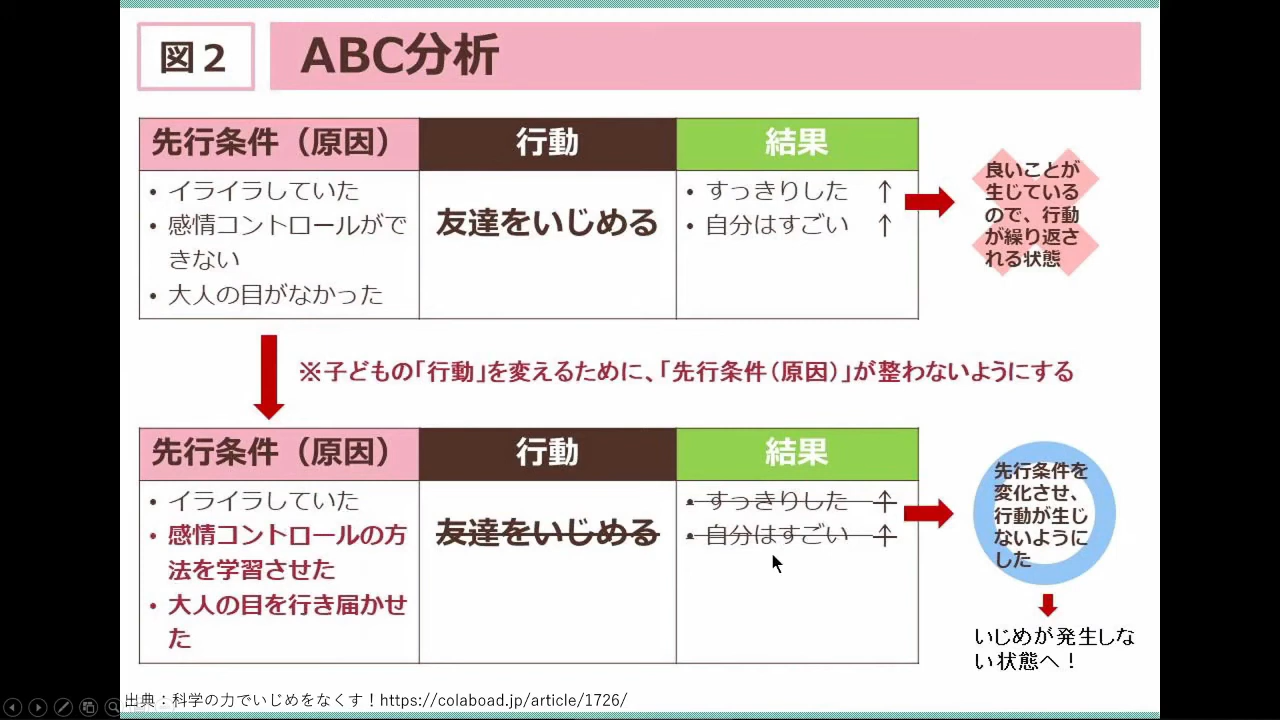 図２
ABC分析
先行条件（原因）
行動
結果
• イライラしていた
• 感情コントロールがで
きない
• 大人の目がなかった
友達をいじめる
• すっきりした ↑
• 自分はすごい ↑
良いことが
生じている
ので、行動
が繰り返さ
れる状態
※子どもの「行動」を変えるために、「先行条件（原因）」が整わないようにする
先行条件（原因）
行動
結果
• イライラしていた
• 感情コントロールの方
法を学習させた
• 大人の目を行き届かせ
た
友達をいじめる
• すっきりした ↑
• 自分はすごい ↑
先行条件を
変化させ、
行動が生じ
ないように
した
いじめが発生しな
い状態へ！
出典：科学の力でいじめをなくす！https://colaboad.jp/article/1726/